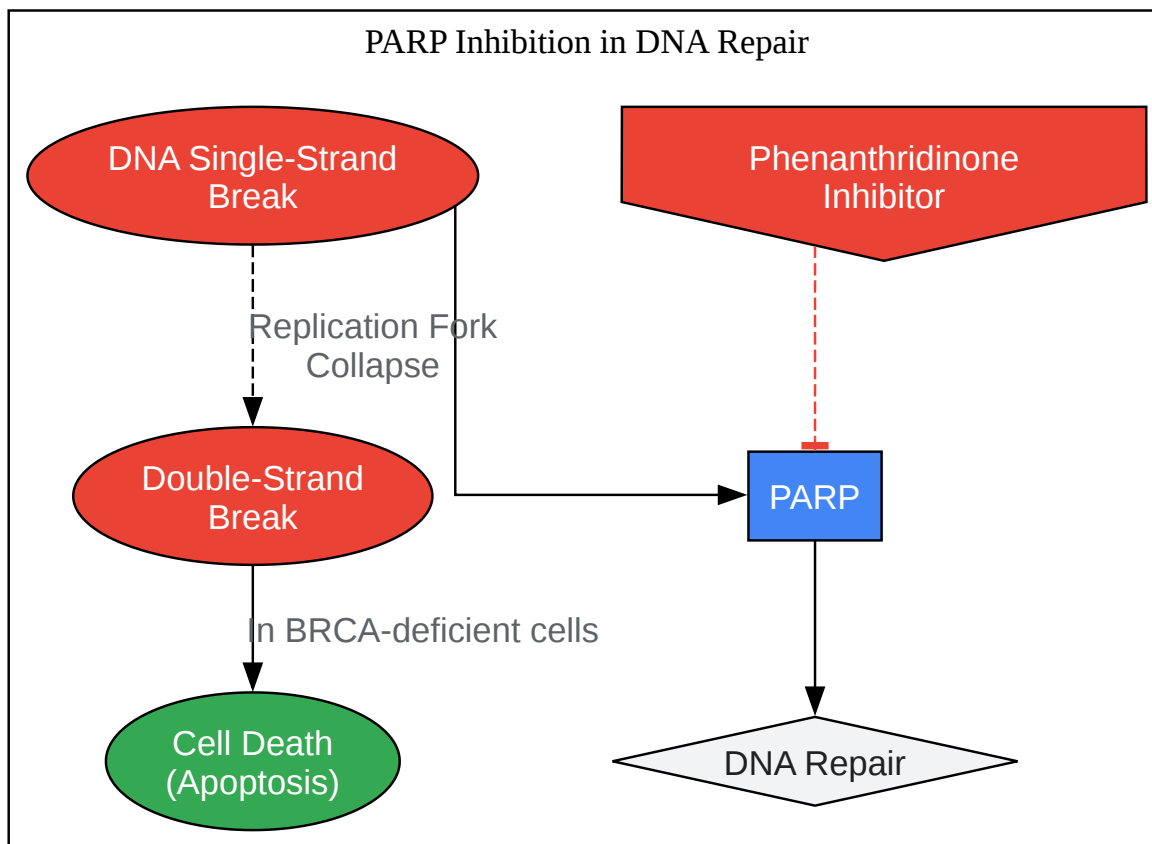 PARP Inhibition in DNA Repair
DNA Single-Strand
Break
Phenanthridinone
Inhibitor
Replication Fork
Collapse
Double-Strand
Break
PARP
In BRCA-deficient cells
Cell Death
(Apoptosis)
DNA Repair